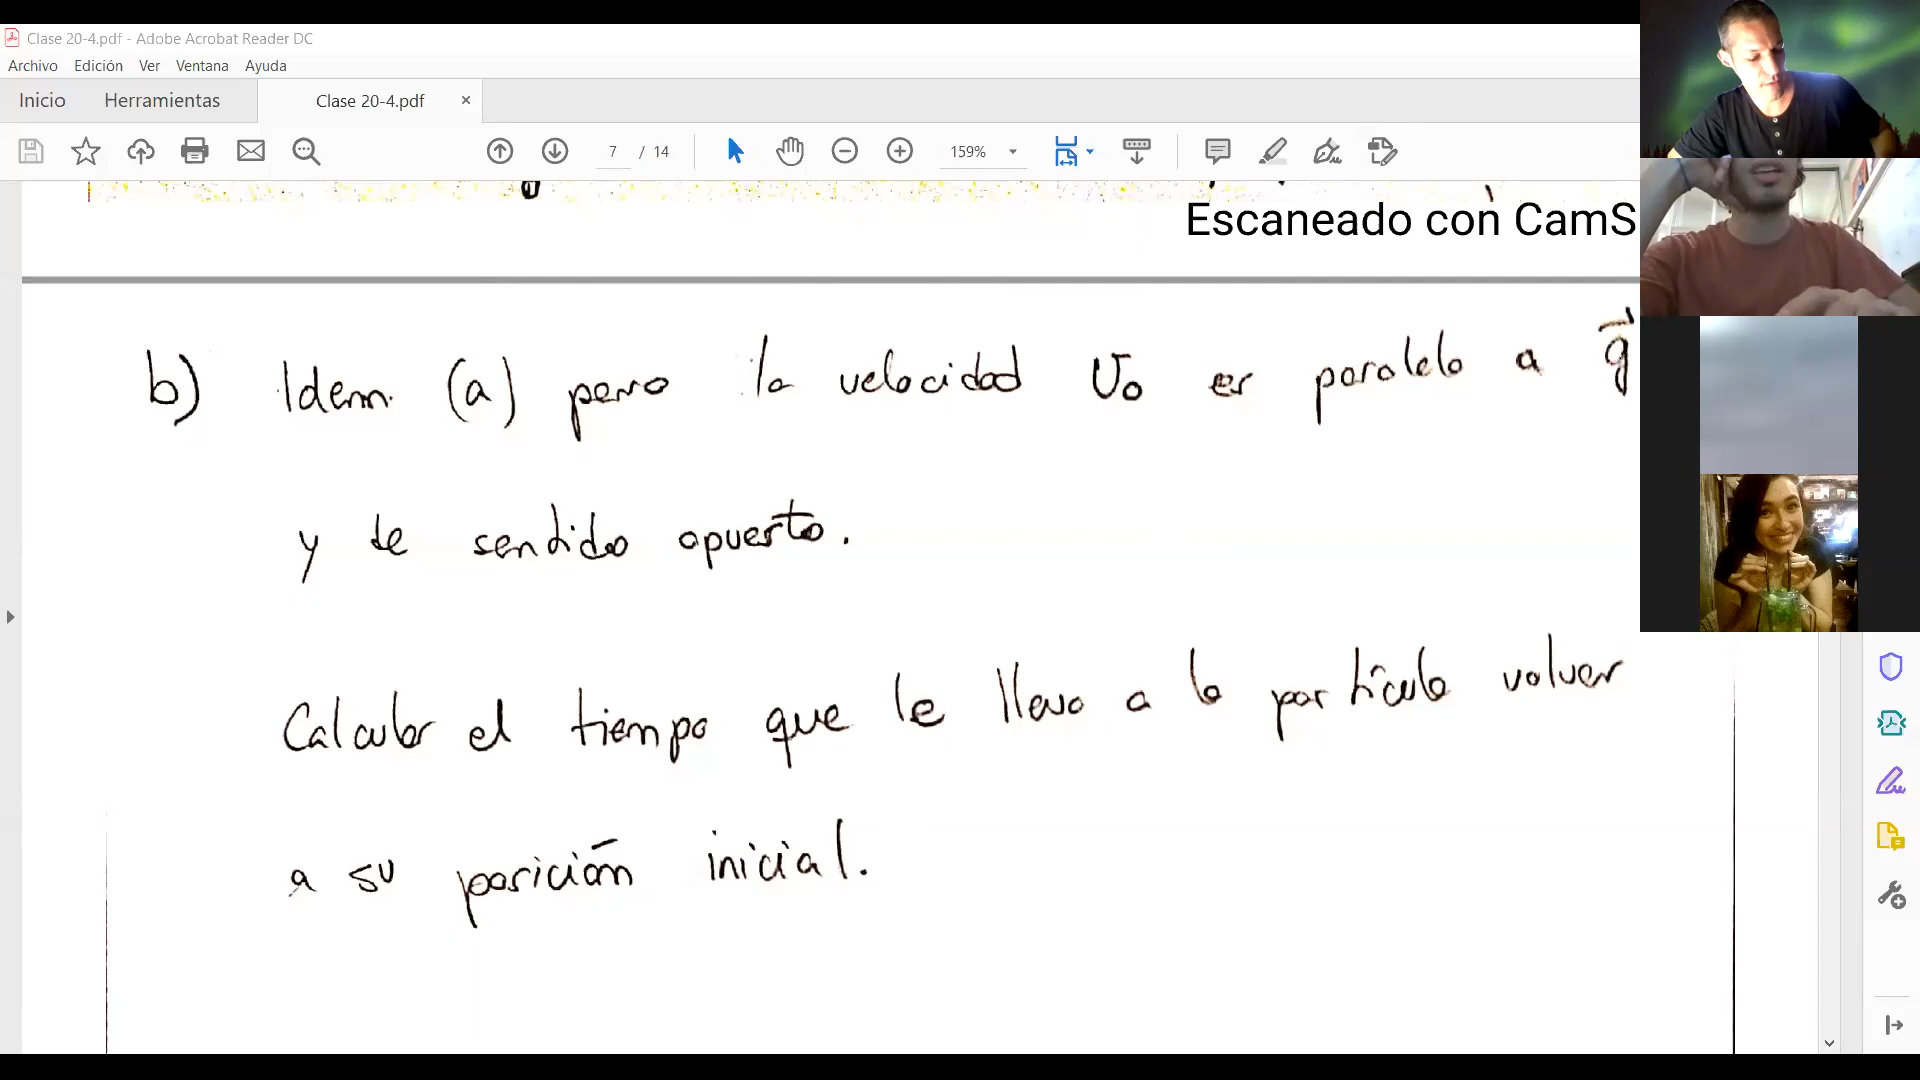 Clase 20-4.pdf - Adobe Acrobat Reader DC
Archivo Edición Ver Ventana Ayuda
Inicio Herramientas Clase 20-4.pdf ×
7 / 14 159%
Escaneado con CamS
b) Idem (a) pero la velocidad v₀ es paralela a g⃗
y de sentido opuesto.
Calcular el tiempo que le lleva a la partícula volver
a su posición inicial.